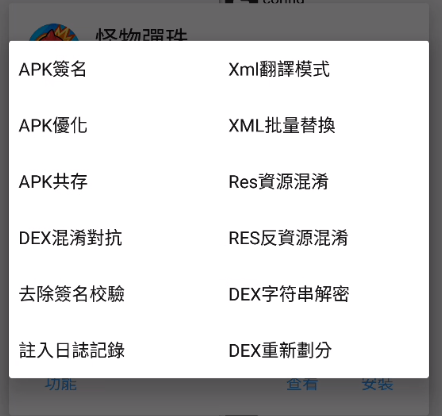 config
怪物彈珠
APK簽名
Xml翻譯模式
APK優化
XML批量替換
APK共存
Res資源混淆
DEX混淆對抗
RES反資源混淆
去除簽名校驗
DEX字符串解密
註入日誌記錄
DEX重新劃分
功能
查看
安裝